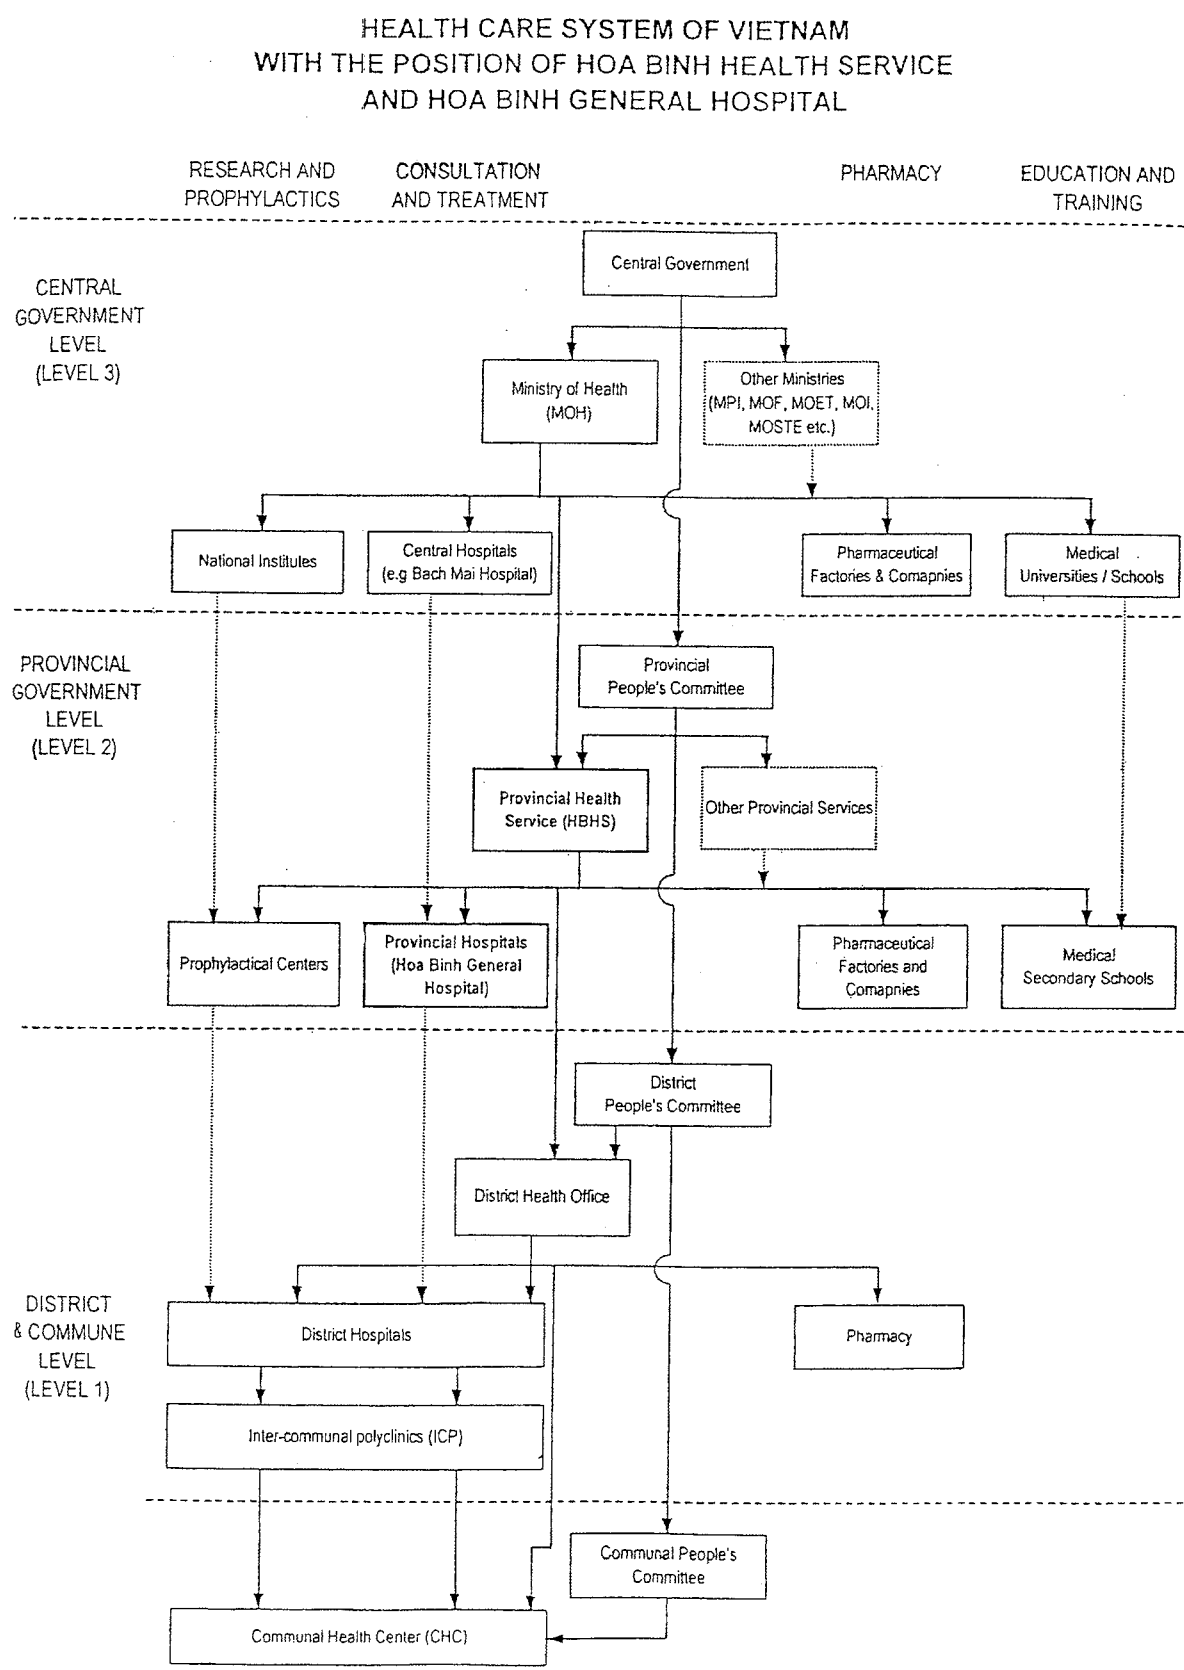 HEALTH CARE SYSTEM OF VIETNAM
WITH THE POSITION OF HOA BINH HEALTH SERVICE
AND HOA BINH GENERAL HOSPITAL
RESEARCH AND
PROPHYLACTICS
CONSULTATION
AND TREATMENT
PHARMACY
EDUCATION AND
TRAINING
CENTRAL
GOVERNMENT
LEVEL
(LEVEL 3)
Central Government
Ministry of Health
(MOH)
Other Ministries
(MPI, MOF, MOET, MOI,
MOSTE etc.)
National Institutes
Central Hospitals
(e.g Bach Mai Hospital)
Pharmaceutical
Factories & Comapnies
Medical
Universities / Schools
PROVINCIAL
GOVERNMENT
LEVEL
(LEVEL 2)
Provincial
People's Committee
Provincial Health
Service (HBHS)
Other Provincial Services
Prophylactical Centers
Provincial Hospitals
(Hoa Binh General
Hospital)
Pharmaceutical
Factories and
Comapnies
Medical
Secondary Schools
District
People's Committee
District Health Office
DISTRICT
& COMMUNE
LEVEL
(LEVEL 1)
District Hospitals
Pharmacy
Inter-communal polyclinics (ICP)
Communal People's
Committee
Communal Health Center (CHC)